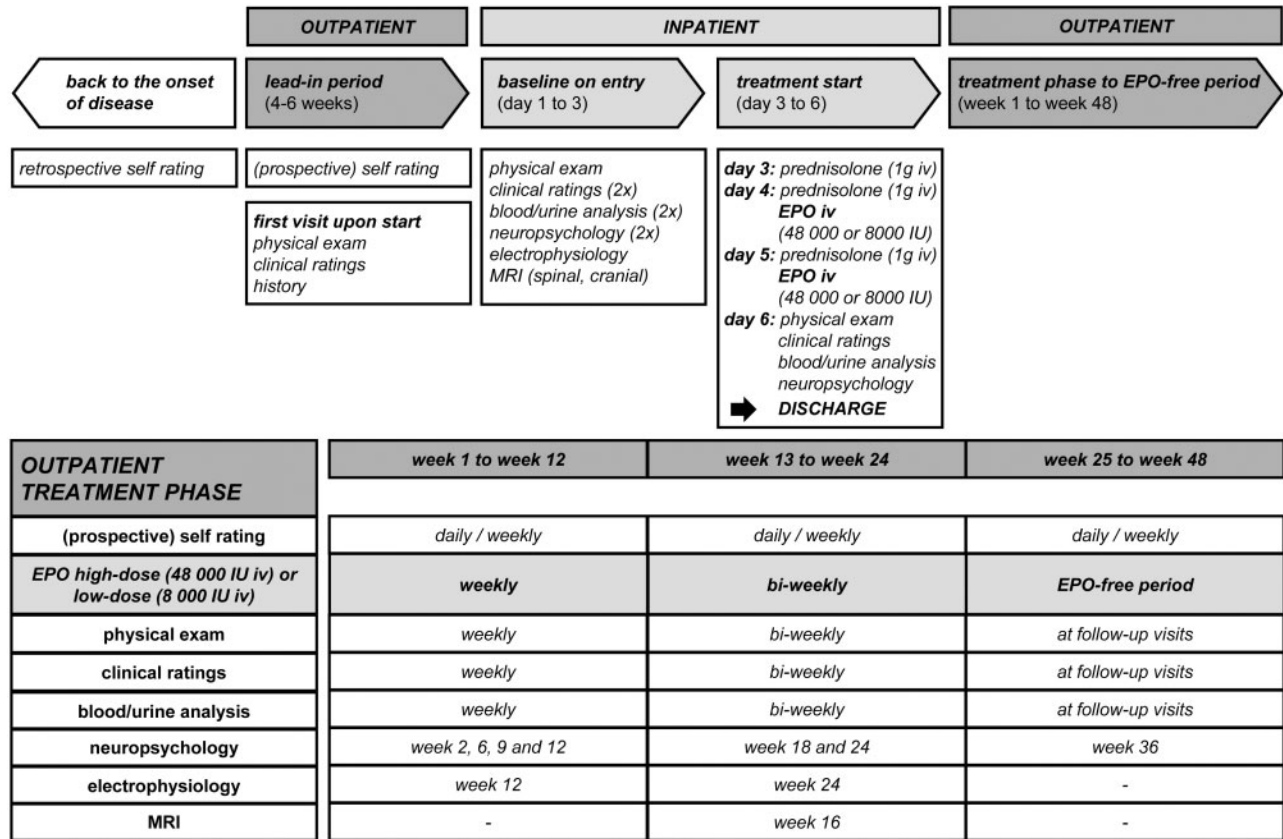 OUTPATIENT
INPATIENT
OUTPATIENT
back to the onset
of disease
lead-in period
(4-6 weeks)
baseline on entry
(day 1 to 3)
treatment start
(day 3 to 6)
treatment phase to EPO-free period
(week 1 to week 48)
retrospective self rating
(prospective) self rating
first visit upon start
physical exam
clinical ratings
history
physical exam
clinical ratings (2x)
blood/urine analysis (2x)
neuropsychology (2x)
electrophysiology
MRI (spinal, cranial)
day 3: prednisolone (1g iv)
day 4: prednisolone (1g iv)
EPO iv
(48 000 or 8000 IU)
day 5: prednisolone (1g iv)
EPO iv
(48 000 or 8000 IU)
day 6: physical exam
clinical ratings
blood/urine analysis
neuropsychology
DISCHARGE
OUTPATIENT
TREATMENT PHASE
week 1 to week 12
week 13 to week 24
week 25 to week 48
(prospective) self rating
daily / weekly
daily / weekly
daily / weekly
EPO high-dose (48 000 IU iv) or
low-dose (8 000 IU iv)
weekly
bi-weekly
EPO-free period
physical exam
weekly
bi-weekly
at follow-up visits
clinical ratings
weekly
bi-weekly
at follow-up visits
blood/urine analysis
weekly
bi-weekly
at follow-up visits
neuropsychology
week 2, 6, 9 and 12
week 18 and 24
week 36
electrophysiology
week 12
week 24
-
MRI
-
week 16
-